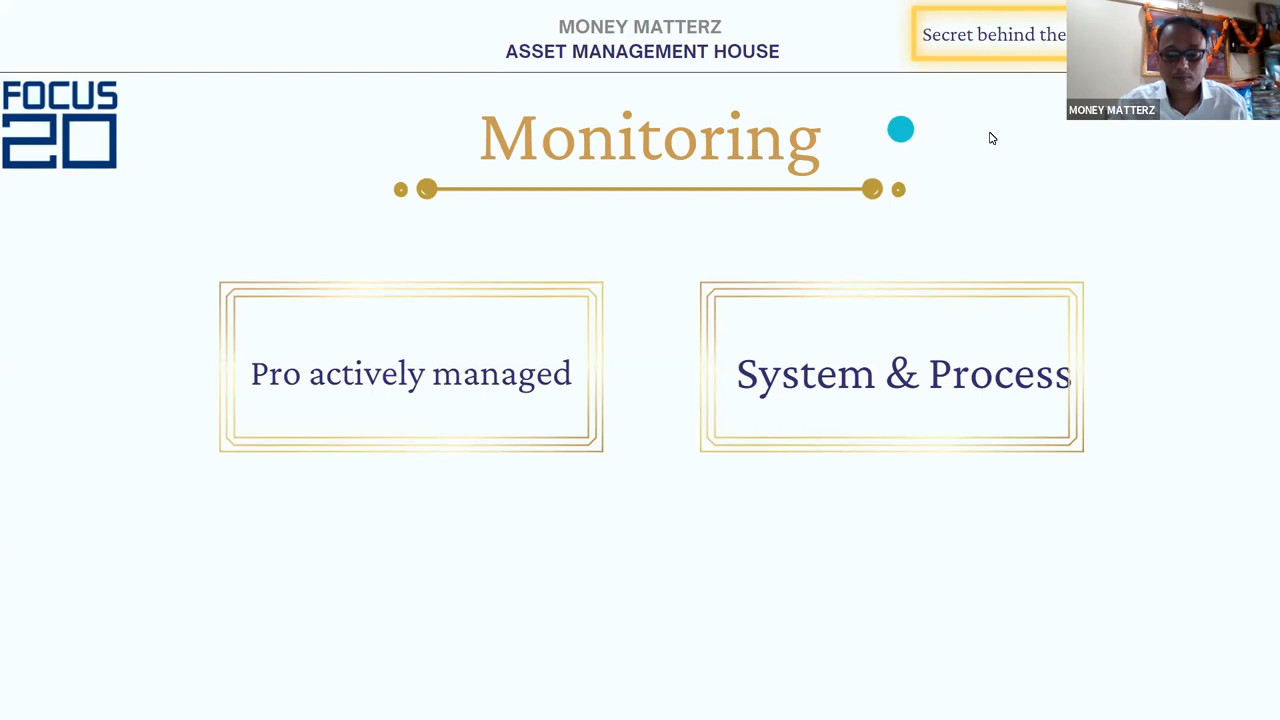 MONEY MATTERZ
ASSET MANAGEMENT HOUSE
Secret behind the
MONEY MATTERZ
FOCUS
20
Monitoring
Pro actively managed
System & Process